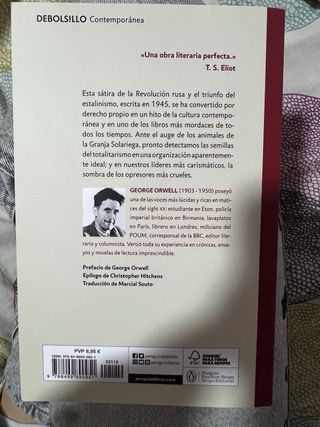 DEBOLSILLO Contemporánea
«Una obra literaria perfecta.»
T. S. Eliot
Esta sátira de la Revolución rusa y el triunfo del
estalinismo, escrita en 1945, se ha convertido por
derecho propio en un hito de la cultura contempo-
ránea y en uno de los libros más mordaces de to-
dos los tiempos. Ante el auge de los animales de
la Granja Solariega, pronto detectamos las semillas
del totalitarismo en una organización aparentemen-
te ideal; y en nuestros líderes más carismáticos, la
sombra de los opresores más crueles.
GEORGE ORWELL (1903 - 1950) poseyó
una de las voces más lúcidas y ricas en mati-
ces del siglo XX: estudiante en Eton, policía
imperial británico en Birmania, lavaplatos
en París, librero en Londres, miliciano del
POUM, corresponsal de la BBC, editor lite-
rario y columnista. Vertió toda su experiencia en crónicas, ensa-
yos y novelas de lectura imprescindible.
Prefacio de George Orwell
Epílogo de Christopher Hitchens
Traducción de Marcial Souto
PVP 8,95 €
02119
penguinlibros.com
FSC
Penguin
Random House
Grupo Editorial